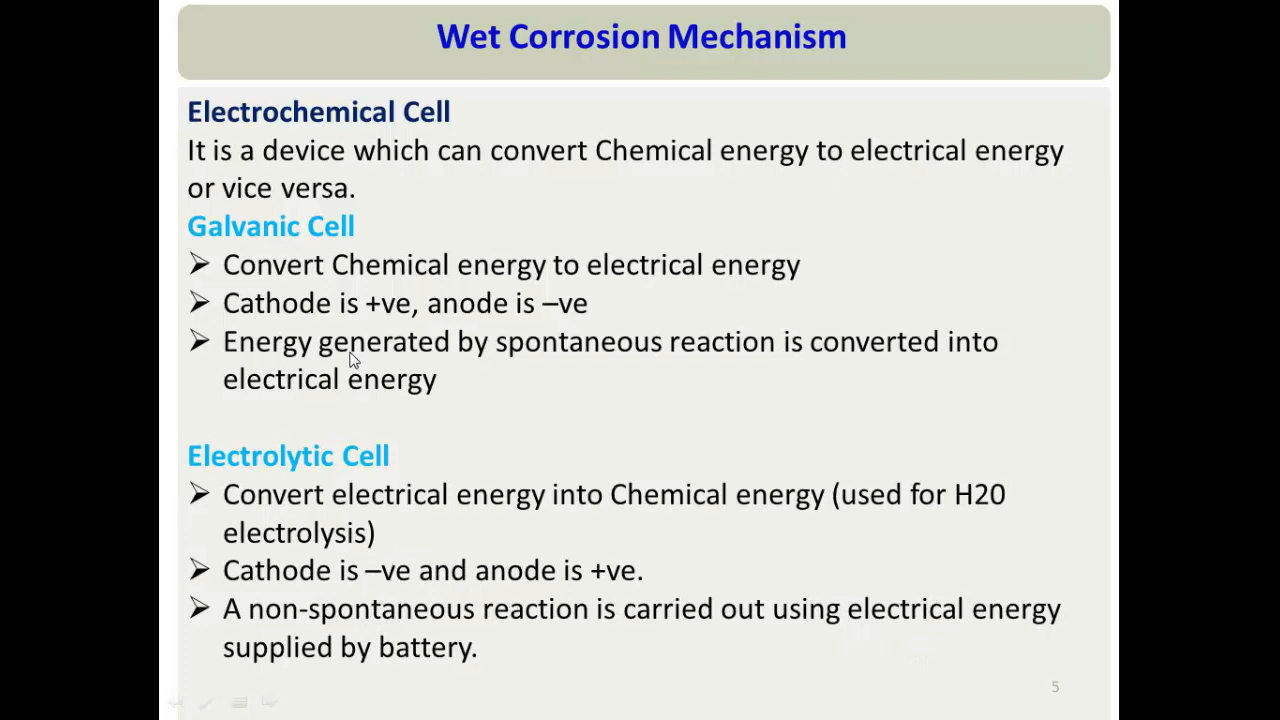 Wet Corrosion Mechanism
Electrochemical Cell
It is a device which can convert Chemical energy to electrical energy
or vice versa.
Galvanic Cell
➢ Convert Chemical energy to electrical energy
➢ Cathode is +ve, anode is –ve
➢ Energy generated by spontaneous reaction is converted into
electrical energy
Electrolytic Cell
➢ Convert electrical energy into Chemical energy (used for H20
electrolysis)
➢ Cathode is –ve and anode is +ve.
➢ A non-spontaneous reaction is carried out using electrical energy
supplied by battery.
5